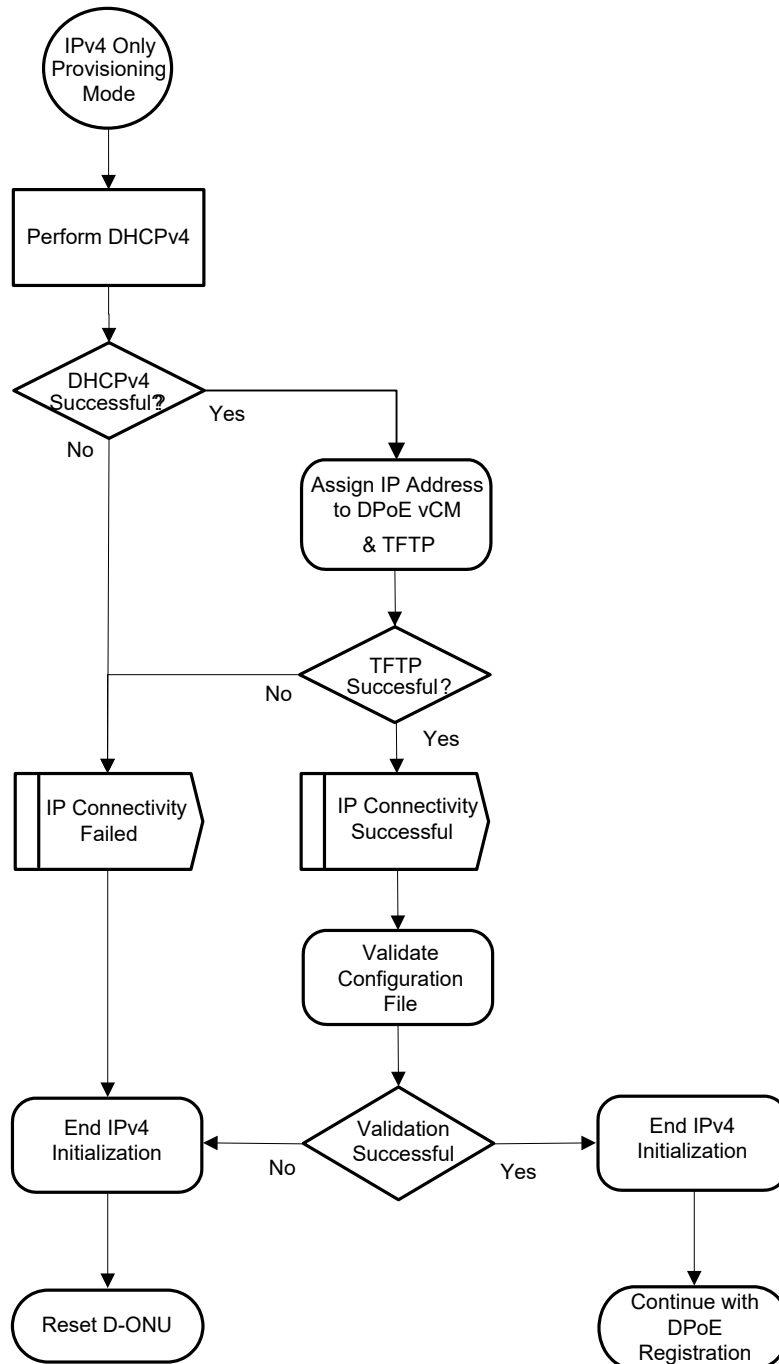 IPv4 Only
Provisioning
Mode
Perform DHCPv4
DHCPv4
Successful?
Yes
No
Assign IP Address
to DPoE vCM
& TFTP
TFTP
Succesful?
No
Yes
IP Connectivity
Failed
IP Connectivity
Successful
Validate
Configuration
File
End IPv4
Initialization
Validation
Successful
End IPv4
Initialization
No
Yes
Reset D-ONU
Continue with
DPoE
Registration